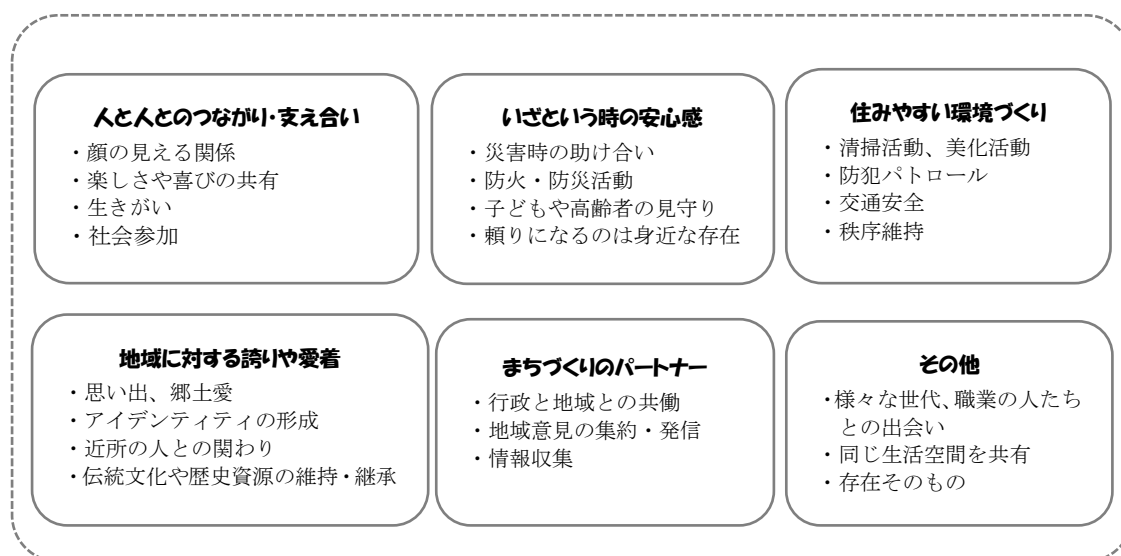 人と人とのつながり・支え合い
・顔の見える関係
・楽しさや喜びの共有
・生きがい
・社会参加
いざという時の安心感
・災害時の助け合い
・防火・防災活動
・子どもや高齢者の見守り
・頼りになるのは身近な存在
住みやすい環境づくり
・清掃活動、美化活動
・防犯パトロール
・交通安全
・秩序維持
地域に対する誇りや愛着
・思い出、郷土愛
・アイデンティティの形成
・近所の人との関わり
・伝統文化や歴史資源の維持・継承
まちづくりのパートナー
・行政と地域との共働
・地域意見の集約・発信
・情報収集
その他
・様々な世代、職業の人たち
との出会い
・同じ生活空間を共有
・存在そのもの